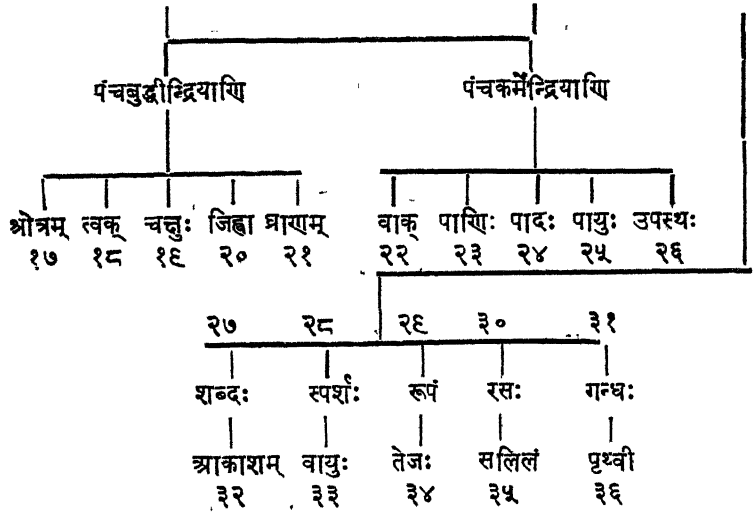 पंचबुद्धीन्द्रियाणि पंचकर्मेन्द्रियाणि
श्रोत्रम् त्वक् चक्षुः जिह्वा घ्राणम् वाक् पाणिः पादः पायुः उपस्थः
१७ १८ १९ २० २१ २२ २३ २४ २५ २६
२७ २८ २९ ३० ३१
शब्दः स्पर्शः रूपं रसः गन्धः
आकाशम् वायुः तेजः सलिलं पृथ्वी
३२ ३३ ३४ ३५ ३६